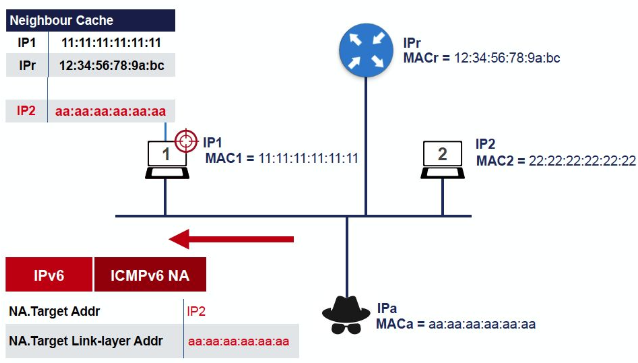 Neighbour Cache
IP1 11:11:11:11:11:11
IPr 12:34:56:78:9a:bc
IP2 aa:aa:aa:aa:aa:aa
IPr
MACr = 12:34:56:78:9a:bc
1
IP1
MAC1 = 11:11:11:11:11:11
2
IP2
MAC2 = 22:22:22:22:22:22
IPv6 ICMPv6 NA
NA.Target Addr IP2
NA.Target Link-layer Addr aa:aa:aa:aa:aa:aa
IPa
MACa = aa:aa:aa:aa:aa:aa